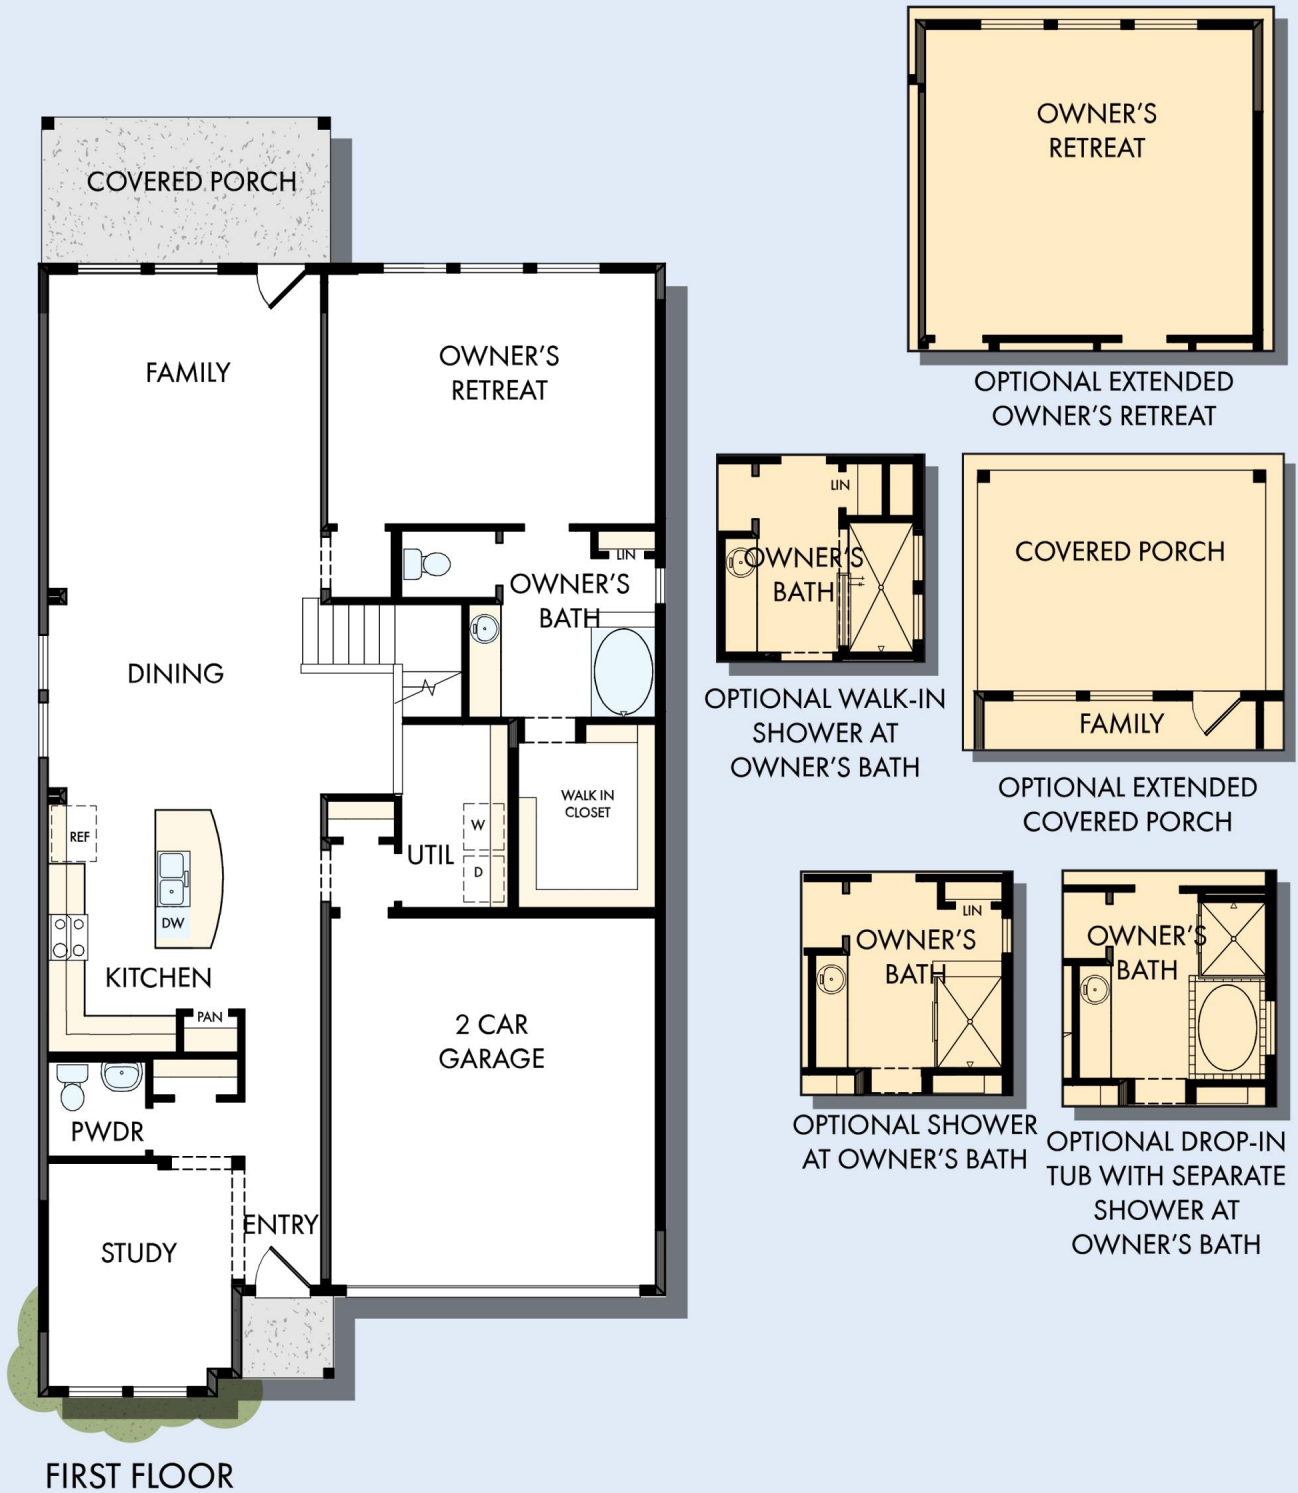 COVERED PORCH
FAMILY
OWNER'S
RETREAT
LIN
OWNER'S
BATH
DINING
WALK IN
CLOSET
REF
W
UTIL
D
DW
KITCHEN
PAN
2 CAR
GARAGE
PWDR
ENTRY
STUDY
FIRST FLOOR
OWNER'S
RETREAT
OPTIONAL EXTENDED
OWNER'S RETREAT
LIN
OWNER'S
BATH
OPTIONAL WALK-IN
SHOWER AT
OWNER'S BATH
COVERED PORCH
FAMILY
OPTIONAL EXTENDED
COVERED PORCH
LIN
OWNER'S
BATH
OPTIONAL SHOWER
AT OWNER'S BATH
OWNER'S
BATH
OPTIONAL DROP-IN
TUB WITH SEPARATE
SHOWER AT
OWNER'S BATH